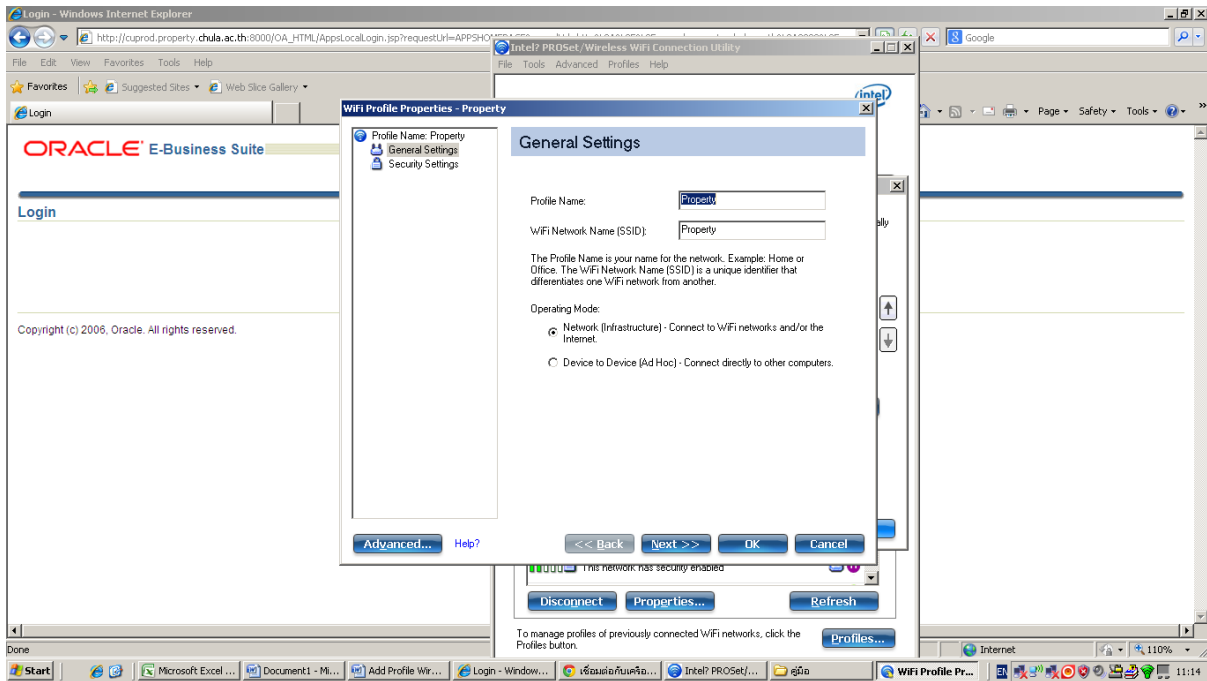 Login - Windows Internet Explorer
http://cuprod.property.chula.ac.th:8000/OA_HTML/AppsLocalLogin.jsp?requestUrl=APPSHO
Google
File Edit View Favorites Tools Help
Favorites Suggested Sites Web Slice Gallery
Login
Page Safety Tools
ORACLE E-Business Suite
Login
Copyright (c) 2006, Oracle. All rights reserved.
Intel? PROSet/Wireless WiFi Connection Utility
File Tools Advanced Profiles Help
intel
WiFi Profile Properties - Property
Profile Name: Property
General Settings
Security Settings
General Settings
Profile Name:
Property
WiFi Network Name (SSID):
Property
The Profile Name is your name for the network. Example: Home or
Office. The WiFi Network Name (SSID) is a unique identifier that
differentiates one WiFi network from another.
Operating Mode:
Network (Infrastructure) - Connect to WiFi networks and/or the
Internet.
Device to Device (Ad Hoc) - Connect directly to other computers.
Advanced... Help? << Back Next >> OK Cancel
ally
This network has security enabled
Disconnect Properties... Refresh
To manage profiles of previously connected WiFi networks, click the
Profiles button.
Profiles...
Done
Internet
110%
Start
Microsoft Excel ...
Document1 - Mi...
Add Profile Wir...
Login - Window...
เชื่อมต่อกับเครือ...
Intel? PROSet/...
คู่มือ
WiFi Profile Pr...
EN
11:14